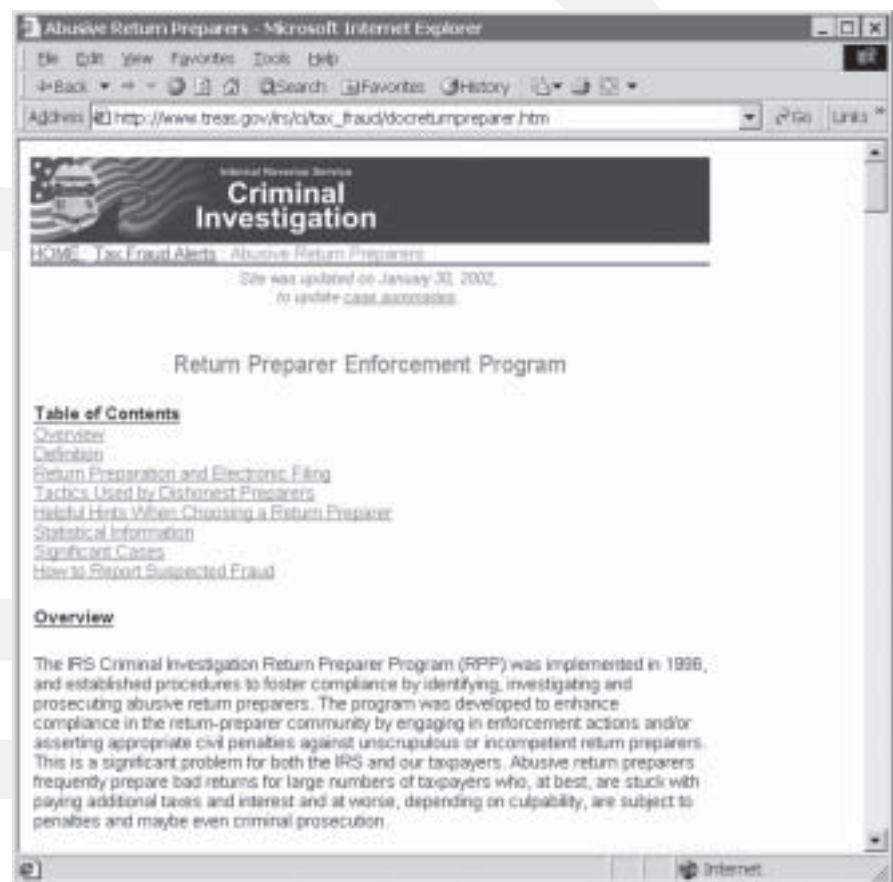 Abusive Return Preparers - Microsoft Internet Explorer
File Edit View Favorites Tools Help
Back Search Favorites History
Address http://www.treas.gov/irs/ci/tax_fraud/docreturnpreparer.htm Go Links »
Internal Revenue Service
Criminal
Investigation
HOME Tax Fraud Alerts Abusive Return Preparers
Site was updated on January 30, 2002,
to update case summaries.
Return Preparer Enforcement Program
Table of Contents
Overview
Definition
Return Preparation and Electronic Filing
Tactics Used by Dishonest Preparers
Helpful Hints When Choosing a Return Preparer
Statistical Information
Significant Cases
How to Report Suspected Fraud
Overview
The IRS Criminal Investigation Return Preparer Program (RPP) was implemented in 1996,
and established procedures to foster compliance by identifying, investigating and
prosecuting abusive return preparers. The program was developed to enhance
compliance in the return-preparer community by engaging in enforcement actions and/or
asserting appropriate civil penalties against unscrupulous or incompetent return preparers.
This is a significant problem for both the IRS and our taxpayers. Abusive return preparers
frequently prepare bad returns for large numbers of taxpayers who, at best, are stuck with
paying additional taxes and interest and at worse, depending on culpability, are subject to
penalties and maybe even criminal prosecution.
Internet